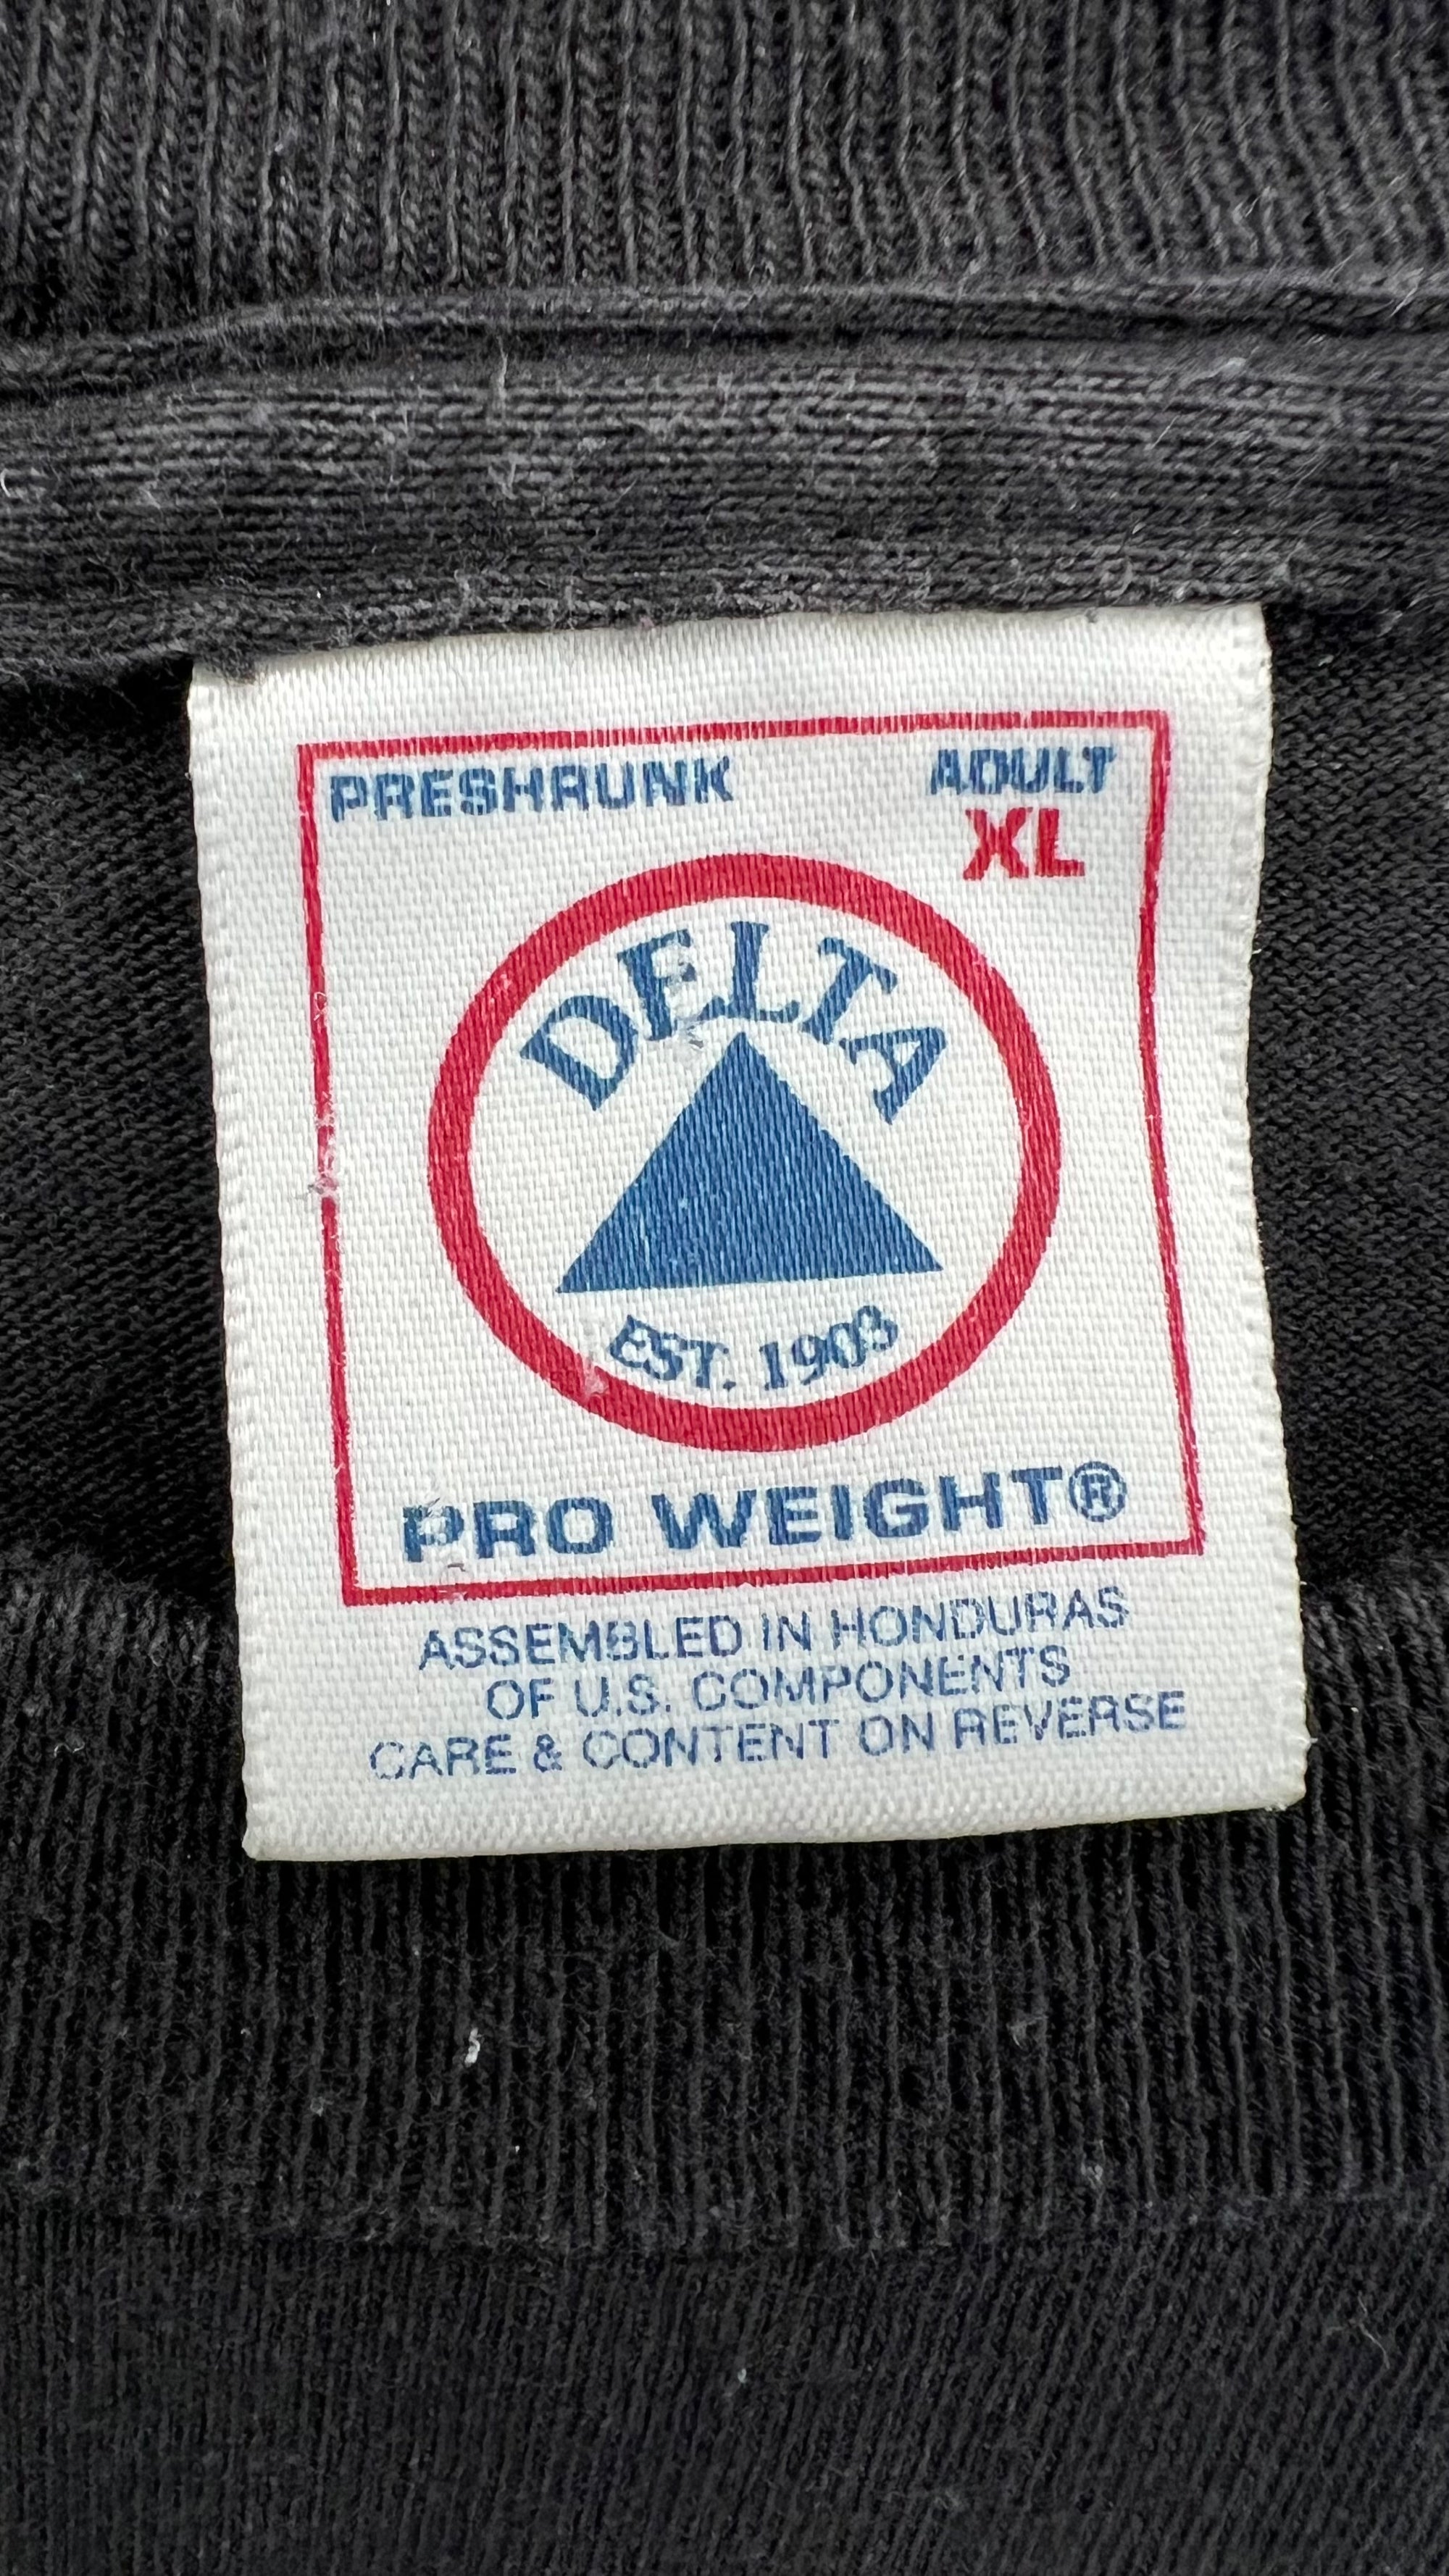 PRESHRUNK ADULT
XL
DELTA
EST. 1903
PRO WEIGHT®
ASSEMBLED IN HONDURAS
OF U.S. COMPONENTS
CARE & CONTENT ON REVERSE